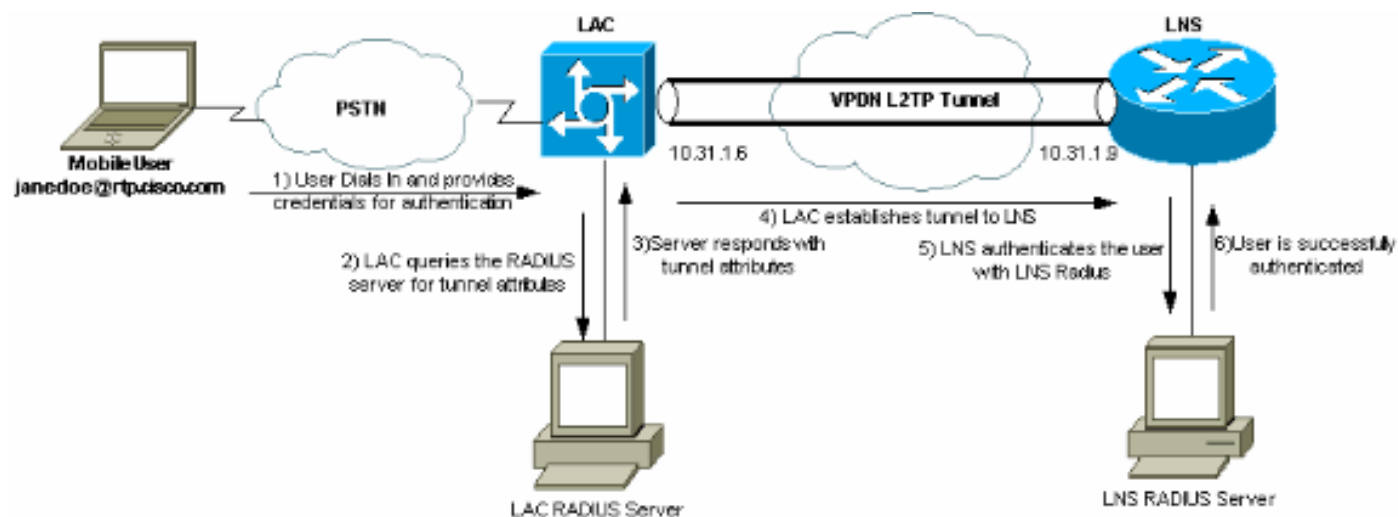 LAC
LNS
PSTN
VPDN L2TP Tunnel
10.31.1.6
10.31.1.9
Mobile User
janedoe@rtp.cisco.com
1) User Dials In and provides
credentials for authentication
2) LAC queries the RADIUS
server for tunnel attributes
3)Server responds with
tunnel attributes
4) LAC establishes tunnel to LNS
5) LNS authenticates the user
with LNS Radius
6)User is successfuly
authenticated
LAC RADIUS Server
LNS RADIUS Server